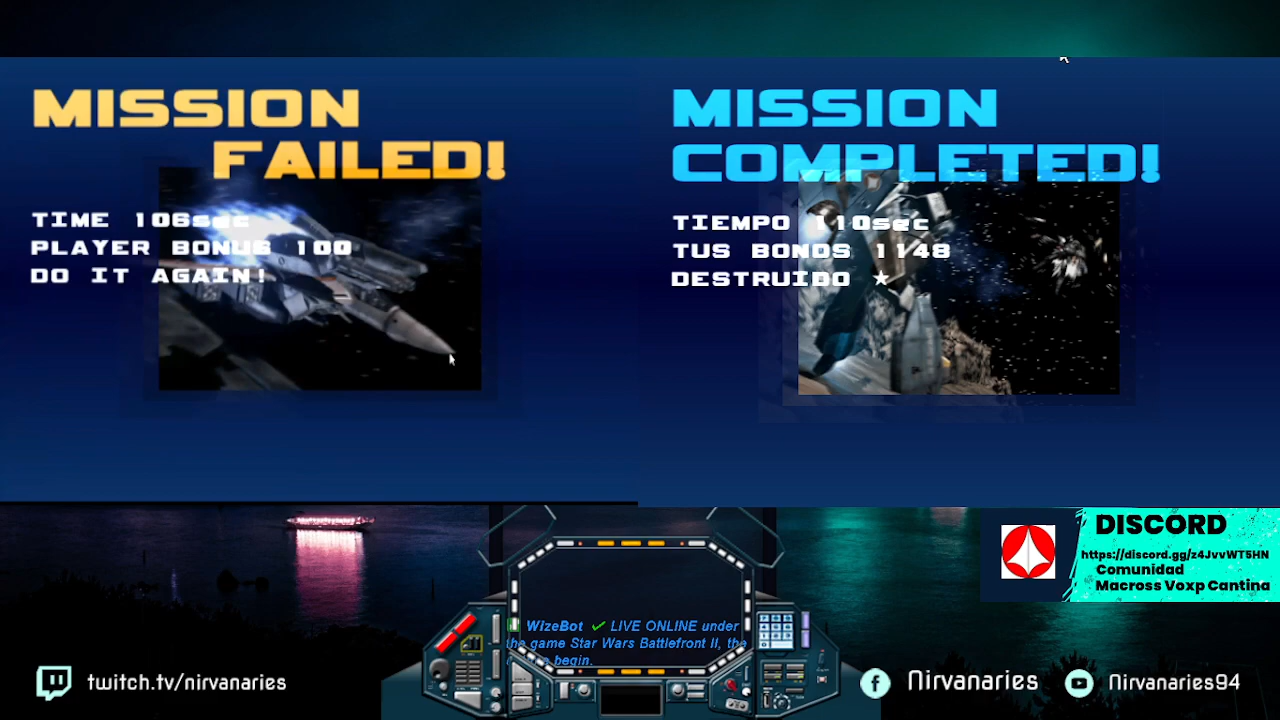 MISSION
FAILED!
TIME 106sec
PLAYER BONUS 100
DO IT AGAIN!
MISSION
COMPLETED!
TIEMPO 110sec
TUS BONOS 1148
DESTRUIDO ★
DISCORD
https://discord.gg/z4JvvWT5HN
Comunidad
Macross Voxp Cantina
WizeBot ✓ LIVE ONLINE under
the game Star Wars Battlefront II, the
begin.
twitch.tv/nirvanaries
Nirvanaries
Nirvanaries94